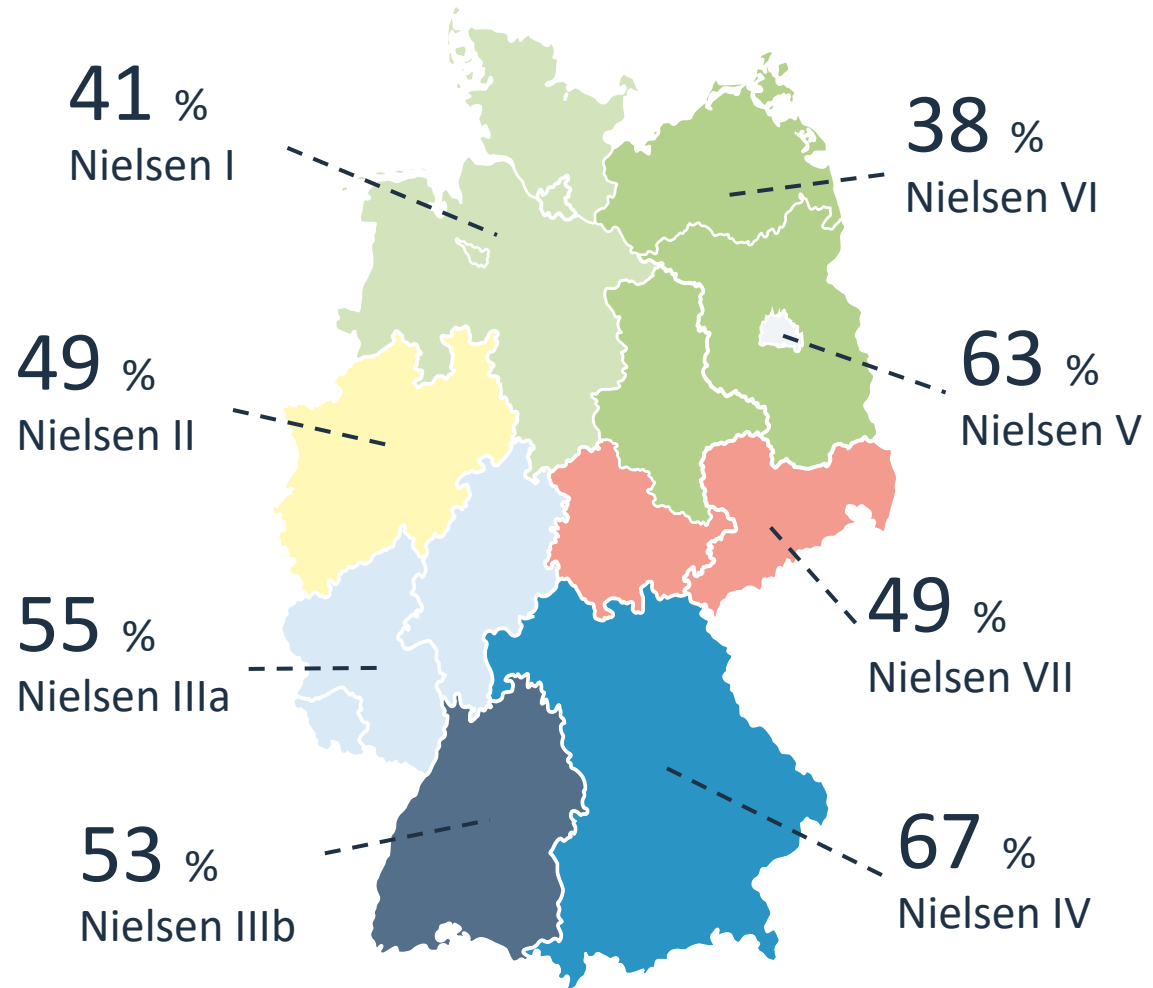 41 %
Nielsen I
38 %
Nielsen VI
49 %
Nielsen II
63 %
Nielsen V
55 %
Nielsen IIIa
49 %
Nielsen VII
53 %
Nielsen IIIb
67 %
Nielsen IV